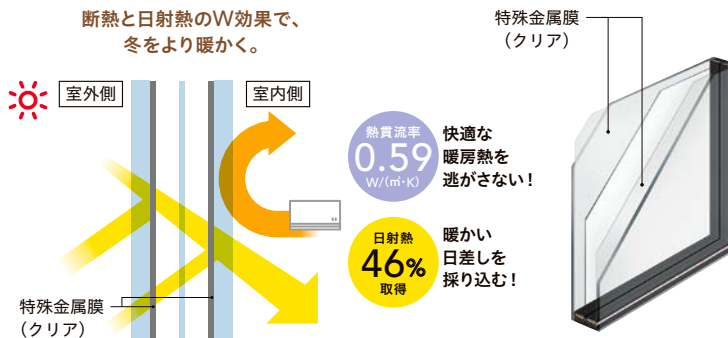 断熱と日射熱のW効果で、
冬をより暖かく。
室外側
室内側
特殊金属膜
（クリア）
熱貫流率
0.59
W/(㎡・K)
快適な
暖房熱を
逃がさない！
日射熱
46%
取得
暖かい
日差しを
採り込む！
特殊金属膜
（クリア）